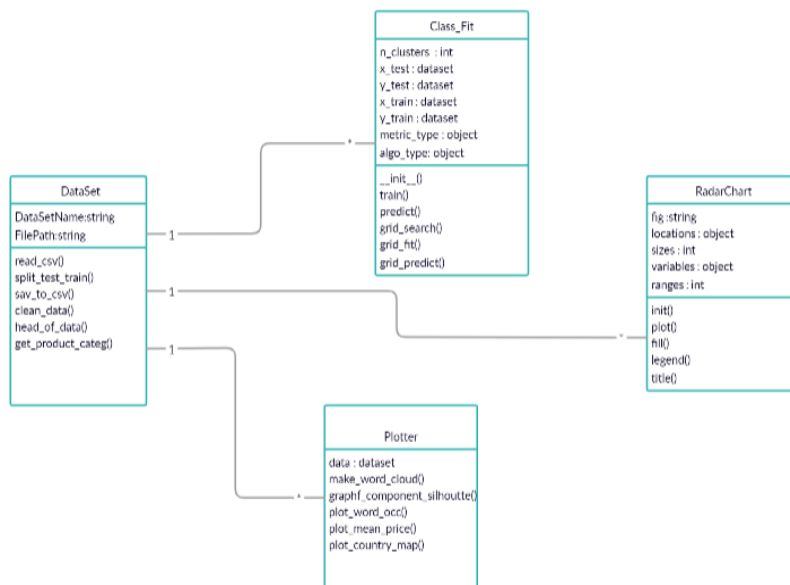 Class_Fit
n_clusters : int
x_test : dataset
y_test : dataset
x_train : dataset
y_train : dataset
metric_type : object
algo_type: object
__init__()
train()
predict()
grid_search()
grid_fit()
grid_predict()
DataSet
DataSetName:string
FilePath:string
read_csv()
split_test_train()
sav_to_csv()
clean_data()
head_of_data()
get_product_categ()
1
*
1
*
1
*
RadarChart
fig :string
locations : object
sizes : int
variables : object
ranges : int
init()
plot()
fill()
legend()
title()
Plotter
data : dataset
make_word_cloud()
graphf_component_silhoutte()
plot_word_occ()
plot_mean_price()
plot_country_map()